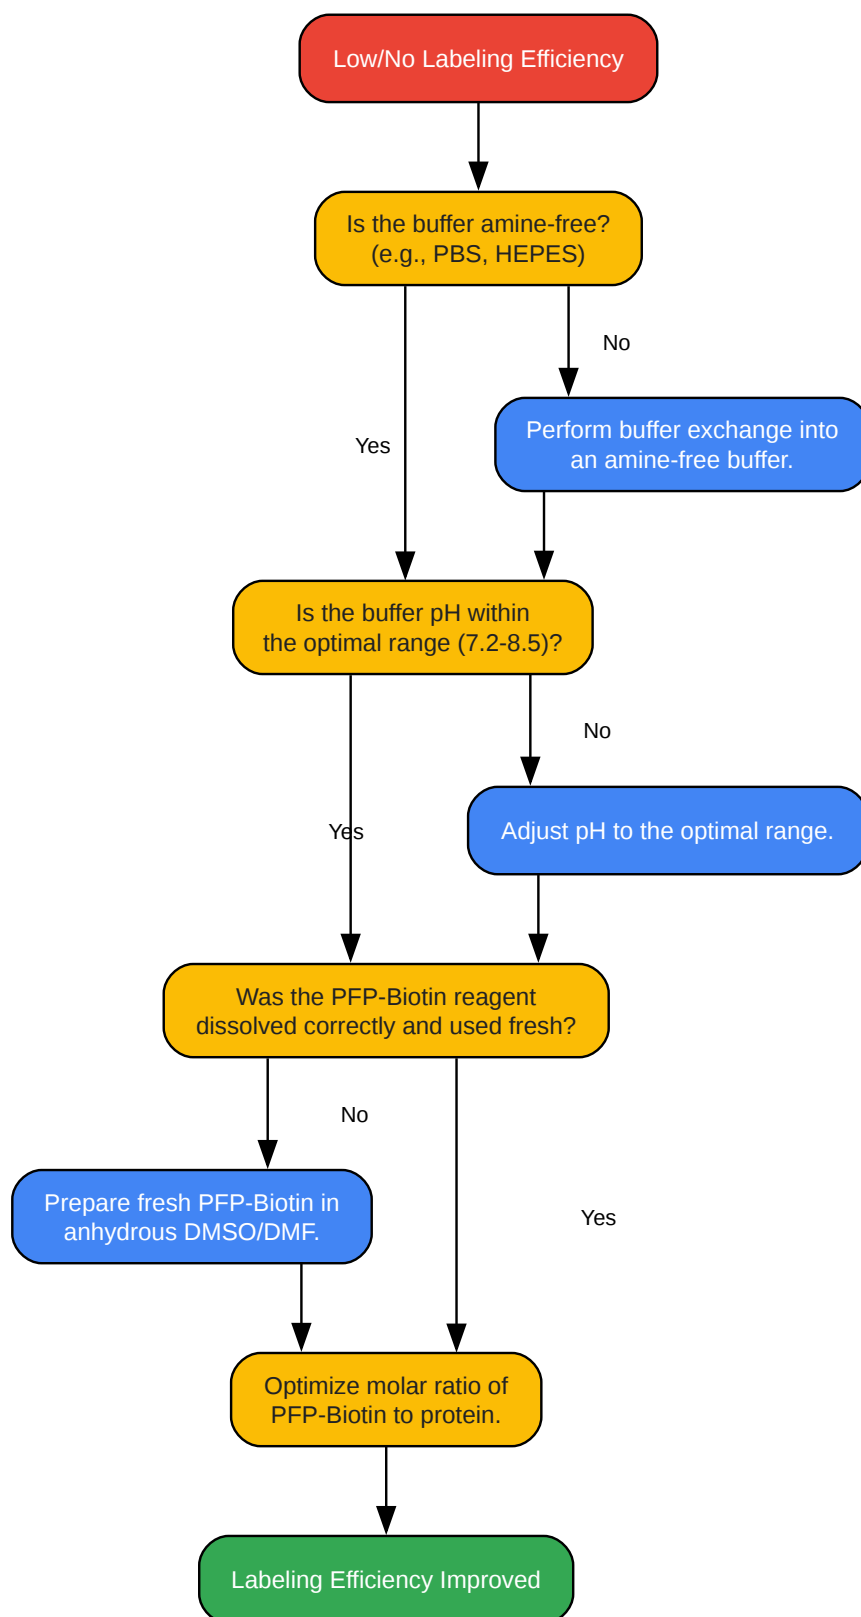 Low/No Labeling Efficiency
Is the buffer amine-free?
(e.g., PBS, HEPES)
No
Perform buffer exchange into
an amine-free buffer.
Yes
Is the buffer pH within
the optimal range (7.2-8.5)?
No
Adjust pH to the optimal range.
Yes
Was the PFP-Biotin reagent
dissolved correctly and used fresh?
No
Prepare fresh PFP-Biotin in
anhydrous DMSO/DMF.
Yes
Optimize molar ratio of
PFP-Biotin to protein.
Labeling Efficiency Improved